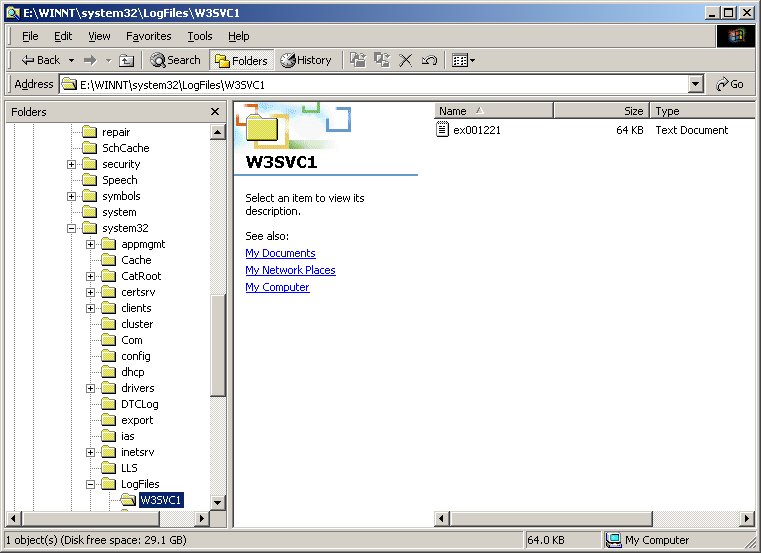 E:\WINNT\system32\LogFiles\W3SVC1
File Edit View Favorites Tools Help
Back Search Folders History
Address E:\WINNT\system32\LogFiles\W3SVC1 Go
Folders
repair
SchCache
security
Speech
symbols
system
system32
appmgmt
Cache
CatRoot
certsrv
clients
cluster
Com
config
dhcp
drivers
DTCLog
export
ias
inetsrv
LLS
LogFiles
W3SVC1
W3SVC1
Select an item to view its
description.
See also:
My Documents
My Network Places
My Computer
Name Size Type
ex001221 64 KB Text Document
1 object(s) (Disk free space: 29.1 GB) 64.0 KB My Computer